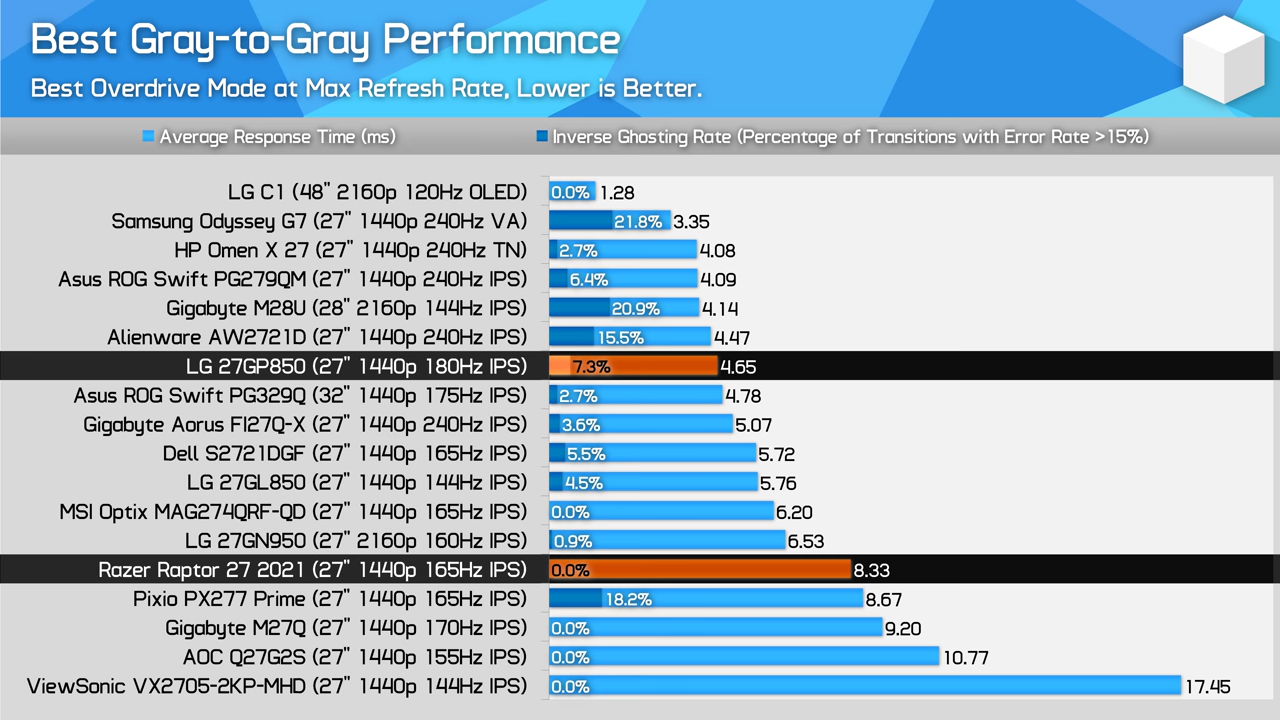 Best Gray-to-Gray Performance
Best Overdrive Mode at Max Refresh Rate, Lower is Better.
Average Response Time (ms) Inverse Ghosting Rate (Percentage of Transitions with Error Rate >15%)
LG C1 (48" 2160p 120Hz OLED) 0.0% 1.28
Samsung Odyssey G7 (27" 1440p 240Hz VA) 21.8% 3.35
HP Omen X 27 (27" 1440p 240Hz TN) 2.7% 4.08
Asus ROG Swift PG279QM (27" 1440p 240Hz IPS) 6.4% 4.09
Gigabyte M28U (28" 2160p 144Hz IPS) 20.9% 4.14
Alienware AW2721D (27" 1440p 240Hz IPS) 15.5% 4.47
LG 27GP850 (27" 1440p 180Hz IPS) 7.3% 4.65
Asus ROG Swift PG329Q (32" 1440p 175Hz IPS) 2.7% 4.78
Gigabyte Aorus FI27Q-X (27" 1440p 240Hz IPS) 3.6% 5.07
Dell S2721DGF (27" 1440p 165Hz IPS) 5.5% 5.72
LG 27GL850 (27" 1440p 144Hz IPS) 4.5% 5.76
MSI Optix MAG274QRF-QD (27" 1440p 165Hz IPS) 0.0% 6.20
LG 27GN950 (27" 2160p 160Hz IPS) 0.9% 6.53
Razer Raptor 27 2021 (27" 1440p 165Hz IPS) 0.0% 8.33
Pixio PX277 Prime (27" 1440p 165Hz IPS) 18.2% 8.67
Gigabyte M27Q (27" 1440p 170Hz IPS) 0.0% 9.20
AOC Q27G2S (27" 1440p 155Hz IPS) 0.0% 10.77
ViewSonic VX2705-2KP-MHD (27" 1440p 144Hz IPS) 0.0% 17.45